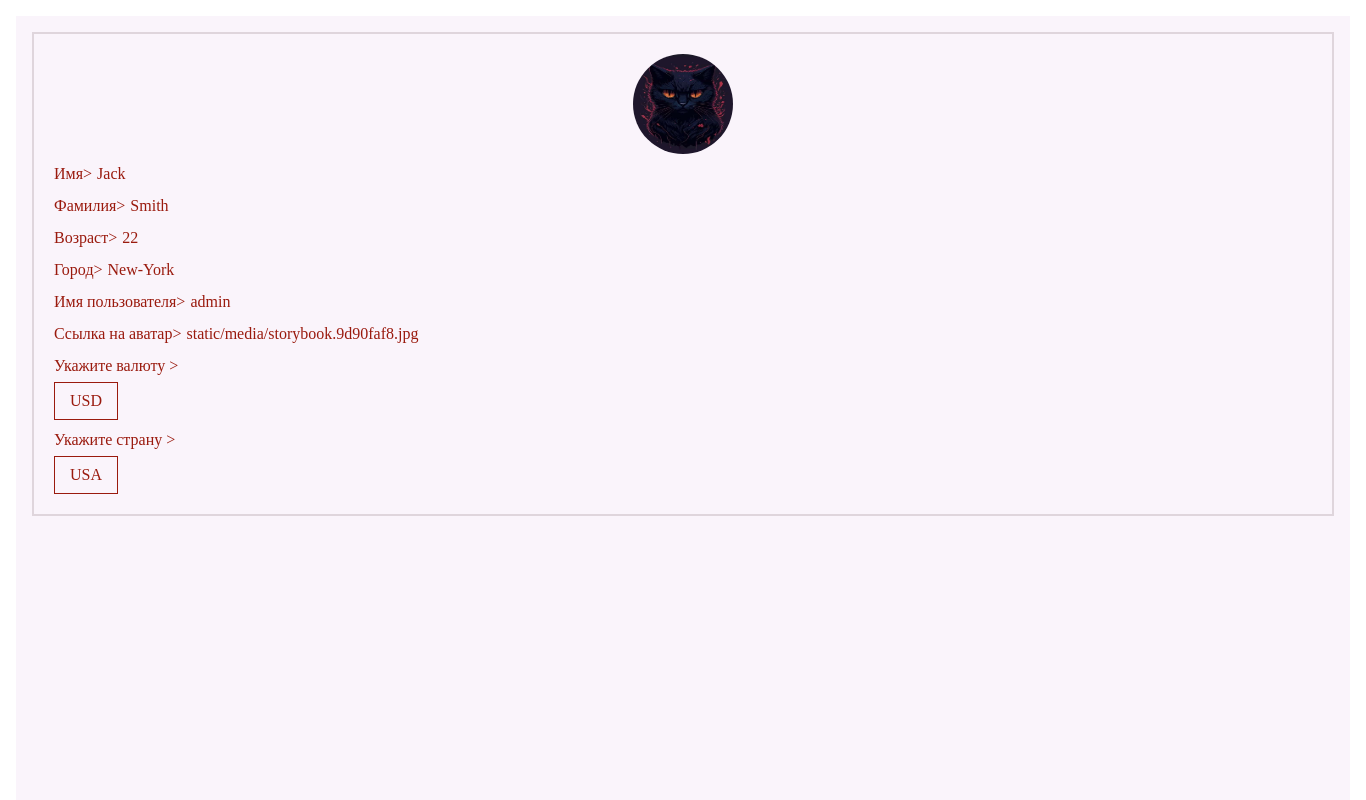 Имя> Jack
Фамилия> Smith
Возраст> 22
Город> New-York
Имя пользователя> admin
Ссылка на аватар> static/media/storybook.9d90faf8.jpg
Укажите валюту >
USD
Укажите страну >
USA